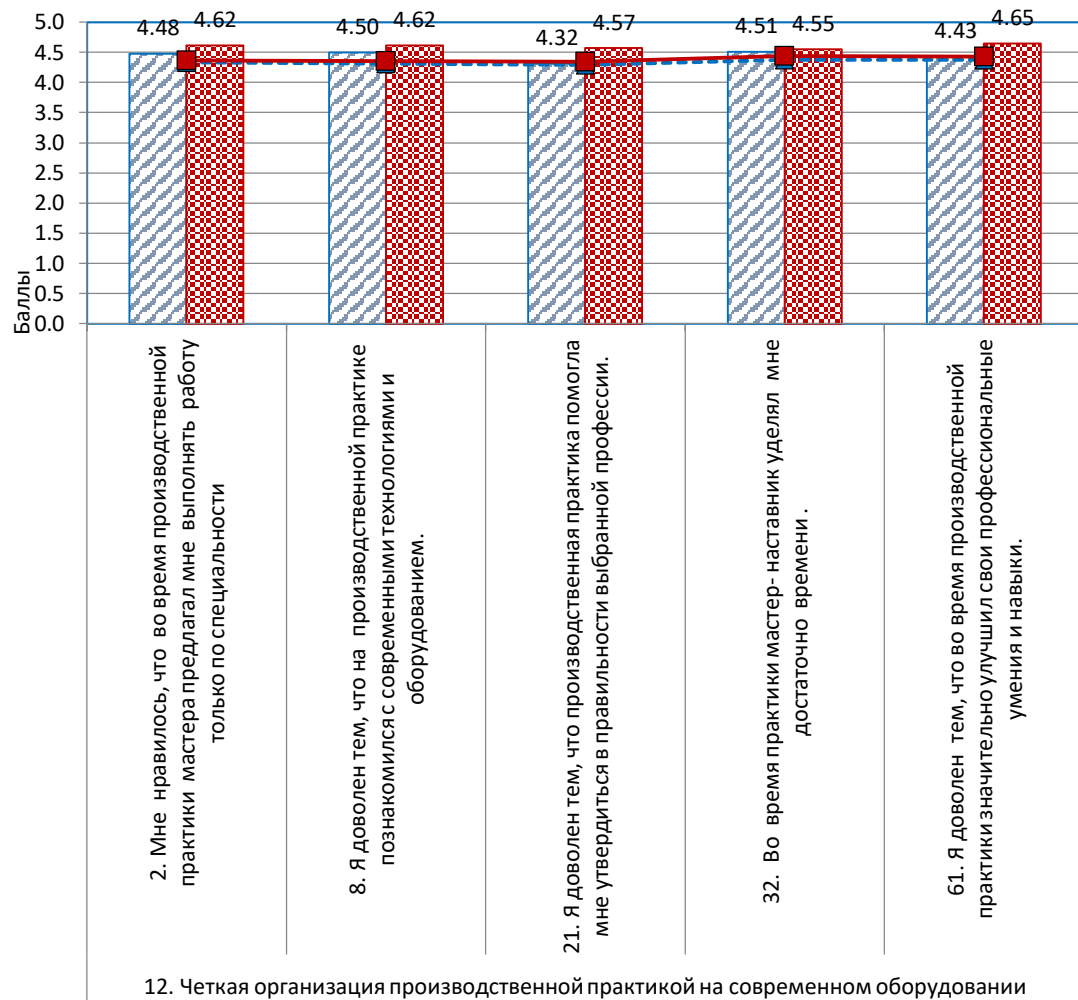 5.0
4.5
4.0
3.5
3.0
2.5
2.0
1.5
1.0
0.5
0.0
Баллы
4.48
4.62
4.50
4.62
4.32
4.57
4.51
4.55
4.43
4.65
2. Мне нравилось, что во время производственной
практики мастера предлагал мне выполнять работу
только по специальности
8. Я доволен тем, что на производственной практике
познакомился с современными технологиями и
оборудованием.
21. Я доволен тем, что производственная практика помогла
мне утвердиться в правильности выбранной профессии.
32. Во время практики мастер- наставник уделял мне
достаточно времени .
61. Я доволен тем, что во время производственной
практики значительно улучшил свои профессиональные
умения и навыки.
12. Четкая организация производственной практикой на современном оборудовании